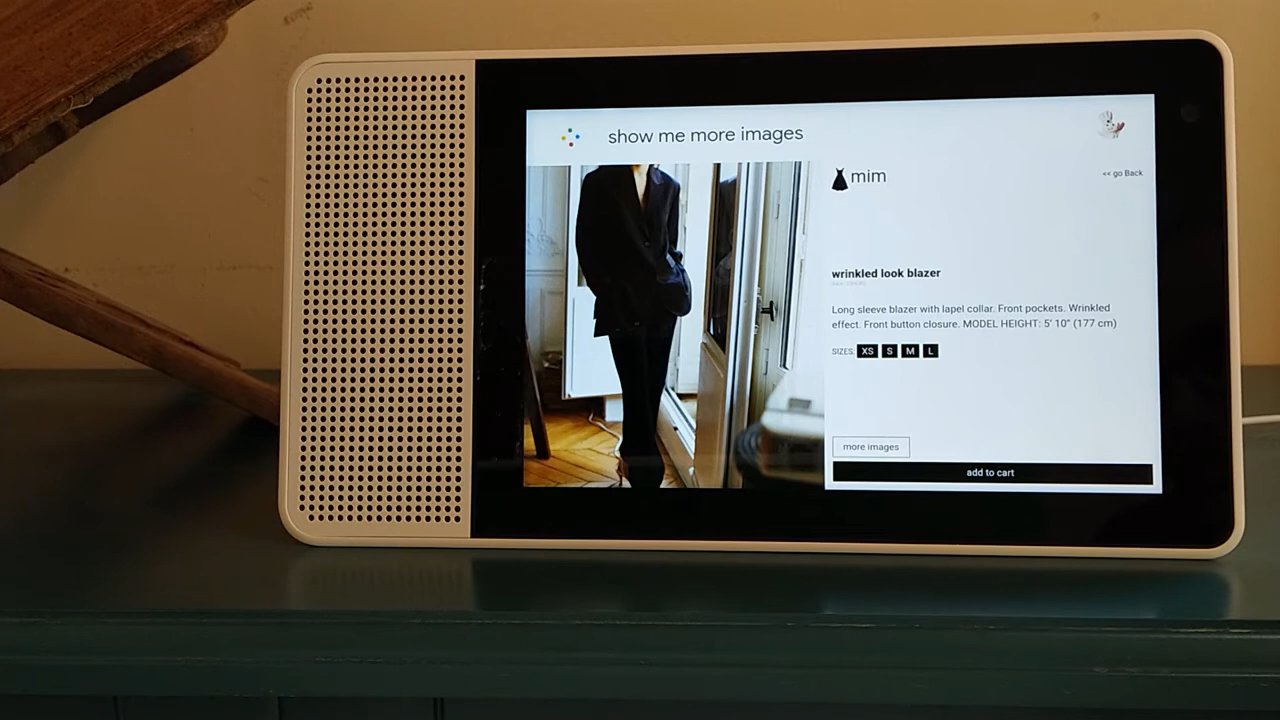 show me more images
mim
<< go Back
wrinkled look blazer
Long sleeve blazer with lapel collar. Front pockets. Wrinkled
effect. Front button closure. MODEL HEIGHT: 5' 10" (177 cm)
SIZES: XS S M L
more images
add to cart